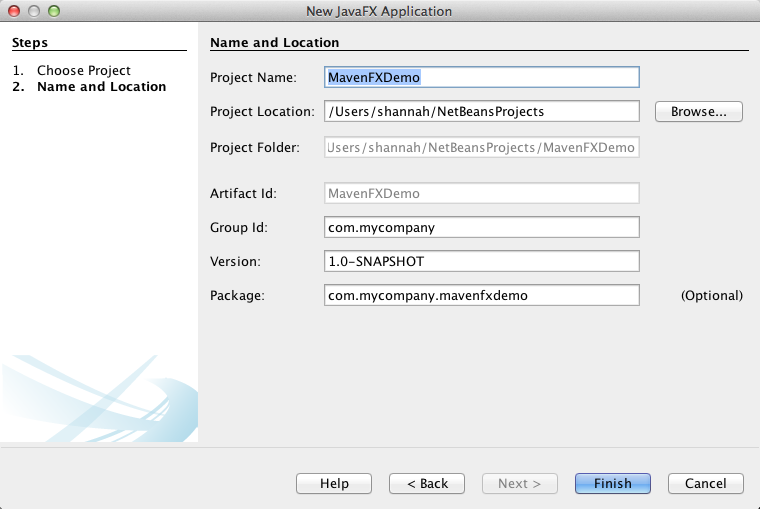 New JavaFX Application
Steps
1. Choose Project
2. Name and Location
Name and Location
Project Name: MavenFXDemo
Project Location: /Users/shannah/NetBeansProjects Browse...
Project Folder: Users/shannah/NetBeansProjects/MavenFXDemo
Artifact Id: MavenFXDemo
Group Id: com.mycompany
Version: 1.0-SNAPSHOT
Package: com.mycompany.mavenfxdemo (Optional)
Help < Back Next > Finish Cancel